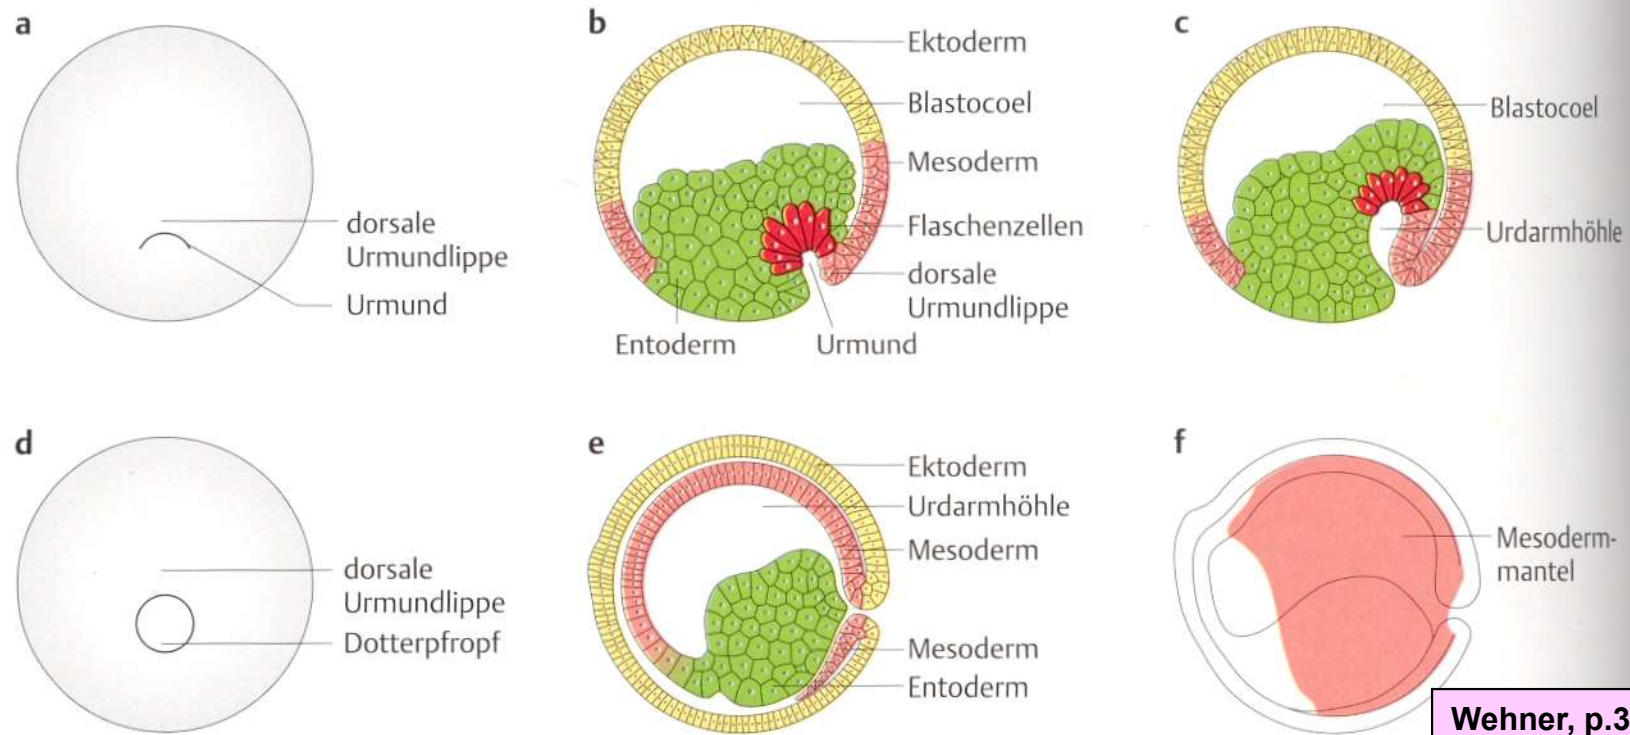 a
dorsale
Urmundlippe
Urmund
b
Ektoderm
Blastocoel
Mesoderm
Flaschenzellen
dorsale
Urmundlippe
Entoderm
Urmund
c
Blastocoel
Urdarmhöhle
d
dorsale
Urmundlippe
Dotterpfropf
e
Ektoderm
Urdarmhöhle
Mesoderm
Mesoderm
Entoderm
f
Mesoderm-
mantel
Wehner, p.3